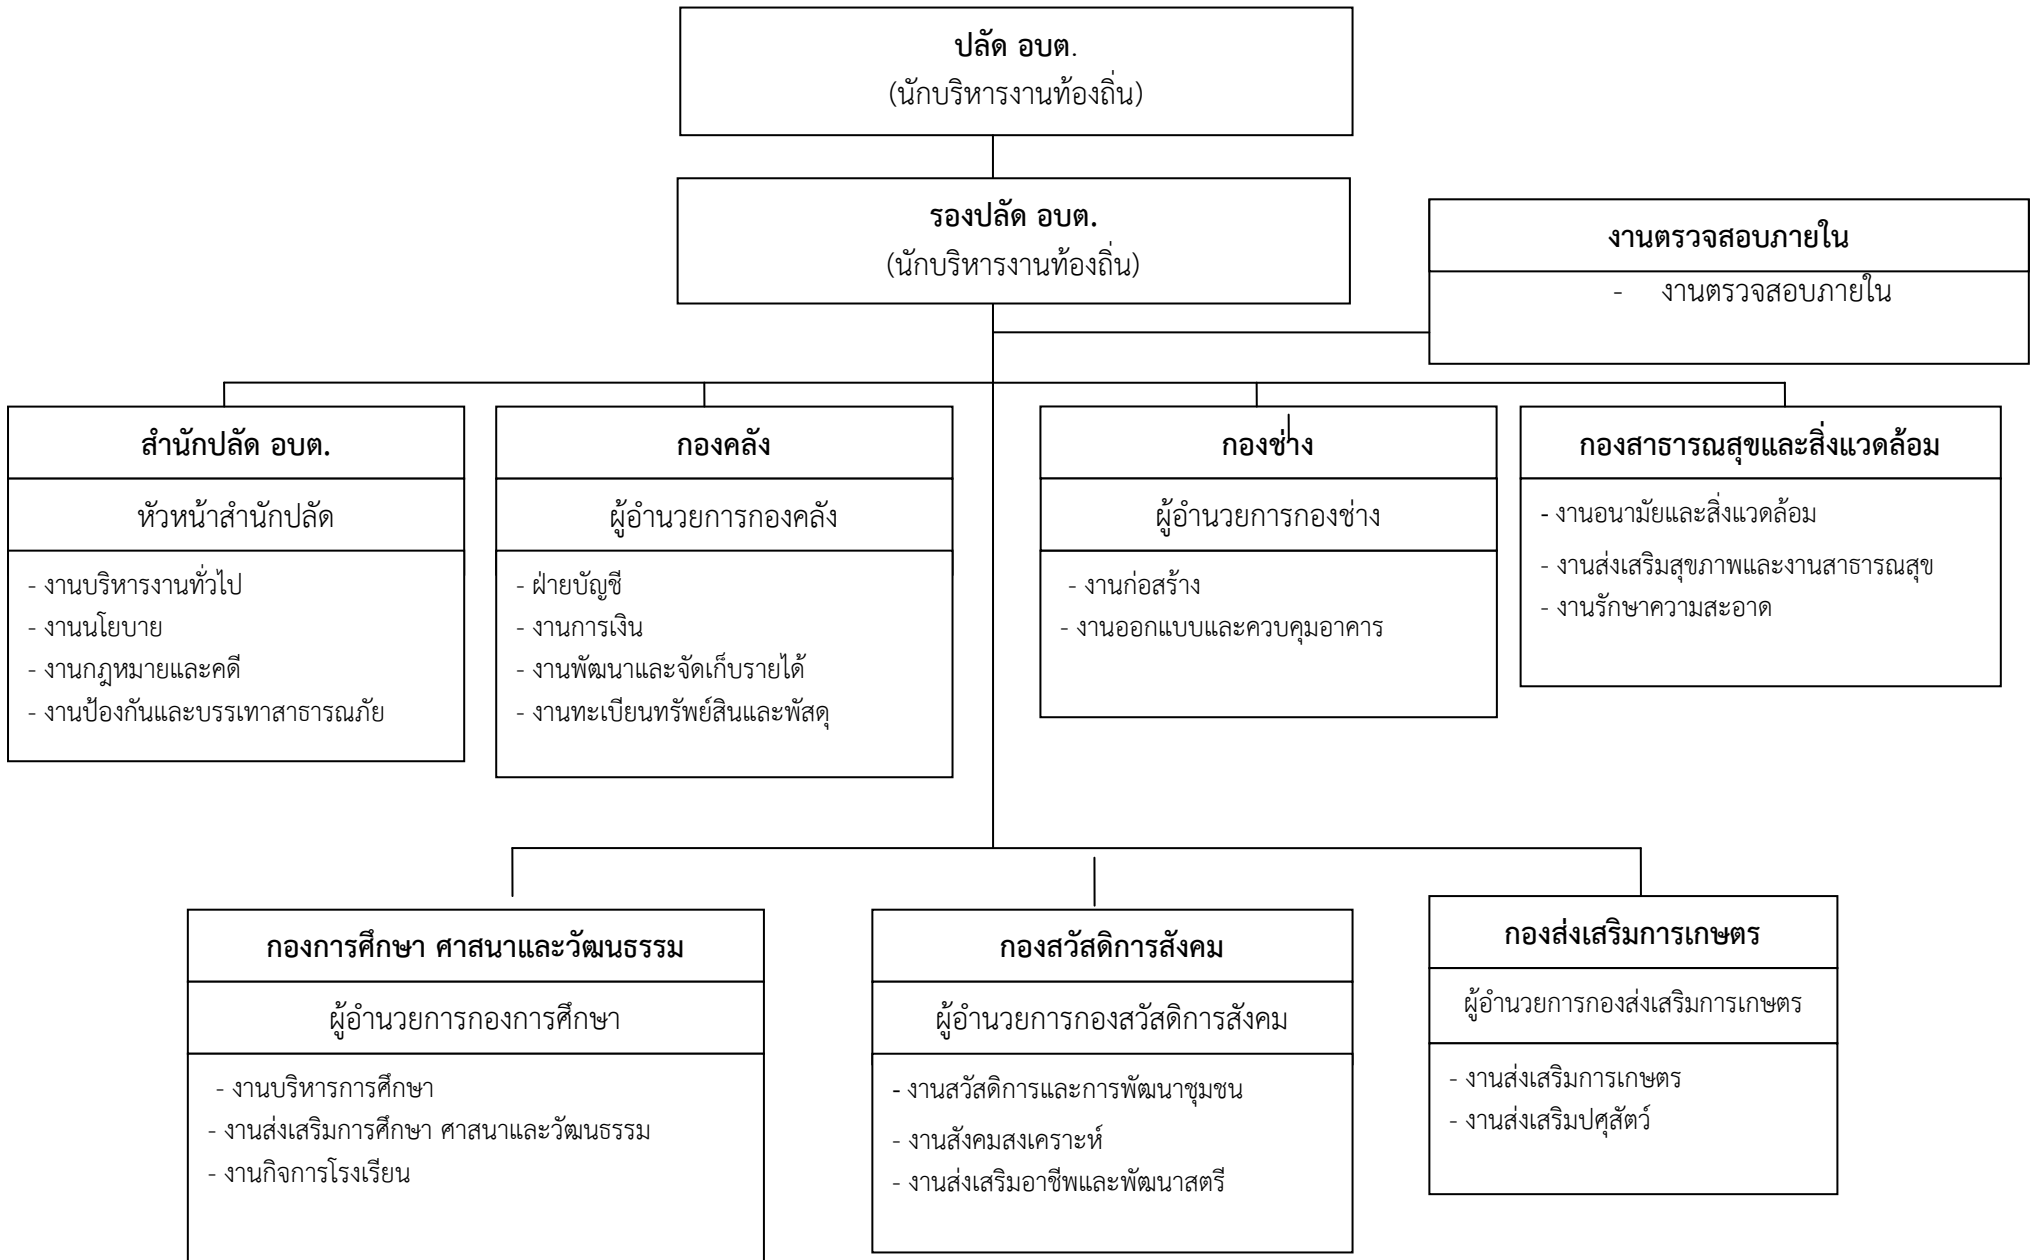 ปลัด อบต.
(นักบริหารงานท้องถิ่น)
รองปลัด อบต.
(นักบริหารงานท้องถิ่น)
งานตรวจสอบภายใน
- งานตรวจสอบภายใน
สำนักปลัด อบต.
หัวหน้าสำนักปลัด
- งานบริหารงานทั่วไป
- งานนโยบาย
- งานกฎหมายและคดี
- งานป้องกันและบรรเทาสาธารณภัย
กองคลัง
ผู้อำนวยการกองคลัง
- ฝ่ายบัญชี
- งานการเงิน
- งานพัฒนาและจัดเก็บรายได้
- งานทะเบียนทรัพย์สินและพัสดุ
กองช่าง
ผู้อำนวยการกองช่าง
- งานก่อสร้าง
- งานออกแบบและควบคุมอาคาร
กองสาธารณสุขและสิ่งแวดล้อม
- งานอนามัยและสิ่งแวดล้อม
- งานส่งเสริมสุขภาพและงานสาธารณสุข
- งานรักษาความสะอาด
กองการศึกษา ศาสนาและวัฒนธรรม
ผู้อำนวยการกองการศึกษา
- งานบริหารการศึกษา
- งานส่งเสริมการศึกษา ศาสนาและวัฒนธรรม
- งานกิจการโรงเรียน
กองสวัสดิการสังคม
ผู้อำนวยการกองสวัสดิการสังคม
- งานสวัสดิการและการพัฒนาชุมชน
- งานสังคมสงเคราะห์
- งานส่งเสริมอาชีพและพัฒนาสตรี
กองส่งเสริมการเกษตร
ผู้อำนวยการกองส่งเสริมการเกษตร
- งานส่งเสริมการเกษตร
- งานส่งเสริมปศุสัตว์